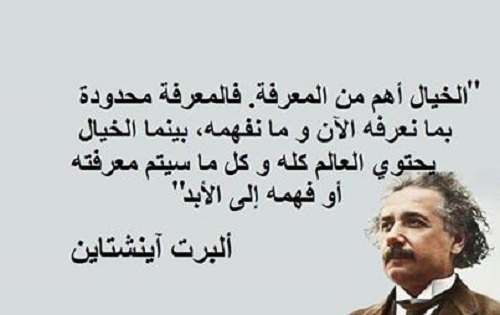 "الخيال أهم من المعرفة. فالمعرفة محدودة
بما نعرفه الآن و ما نفهمه، بينما الخيال
يحتوي العالم كله و كل ما سيتم معرفته
أو فهمه إلى الأبد"
ألبرت آينشتاين